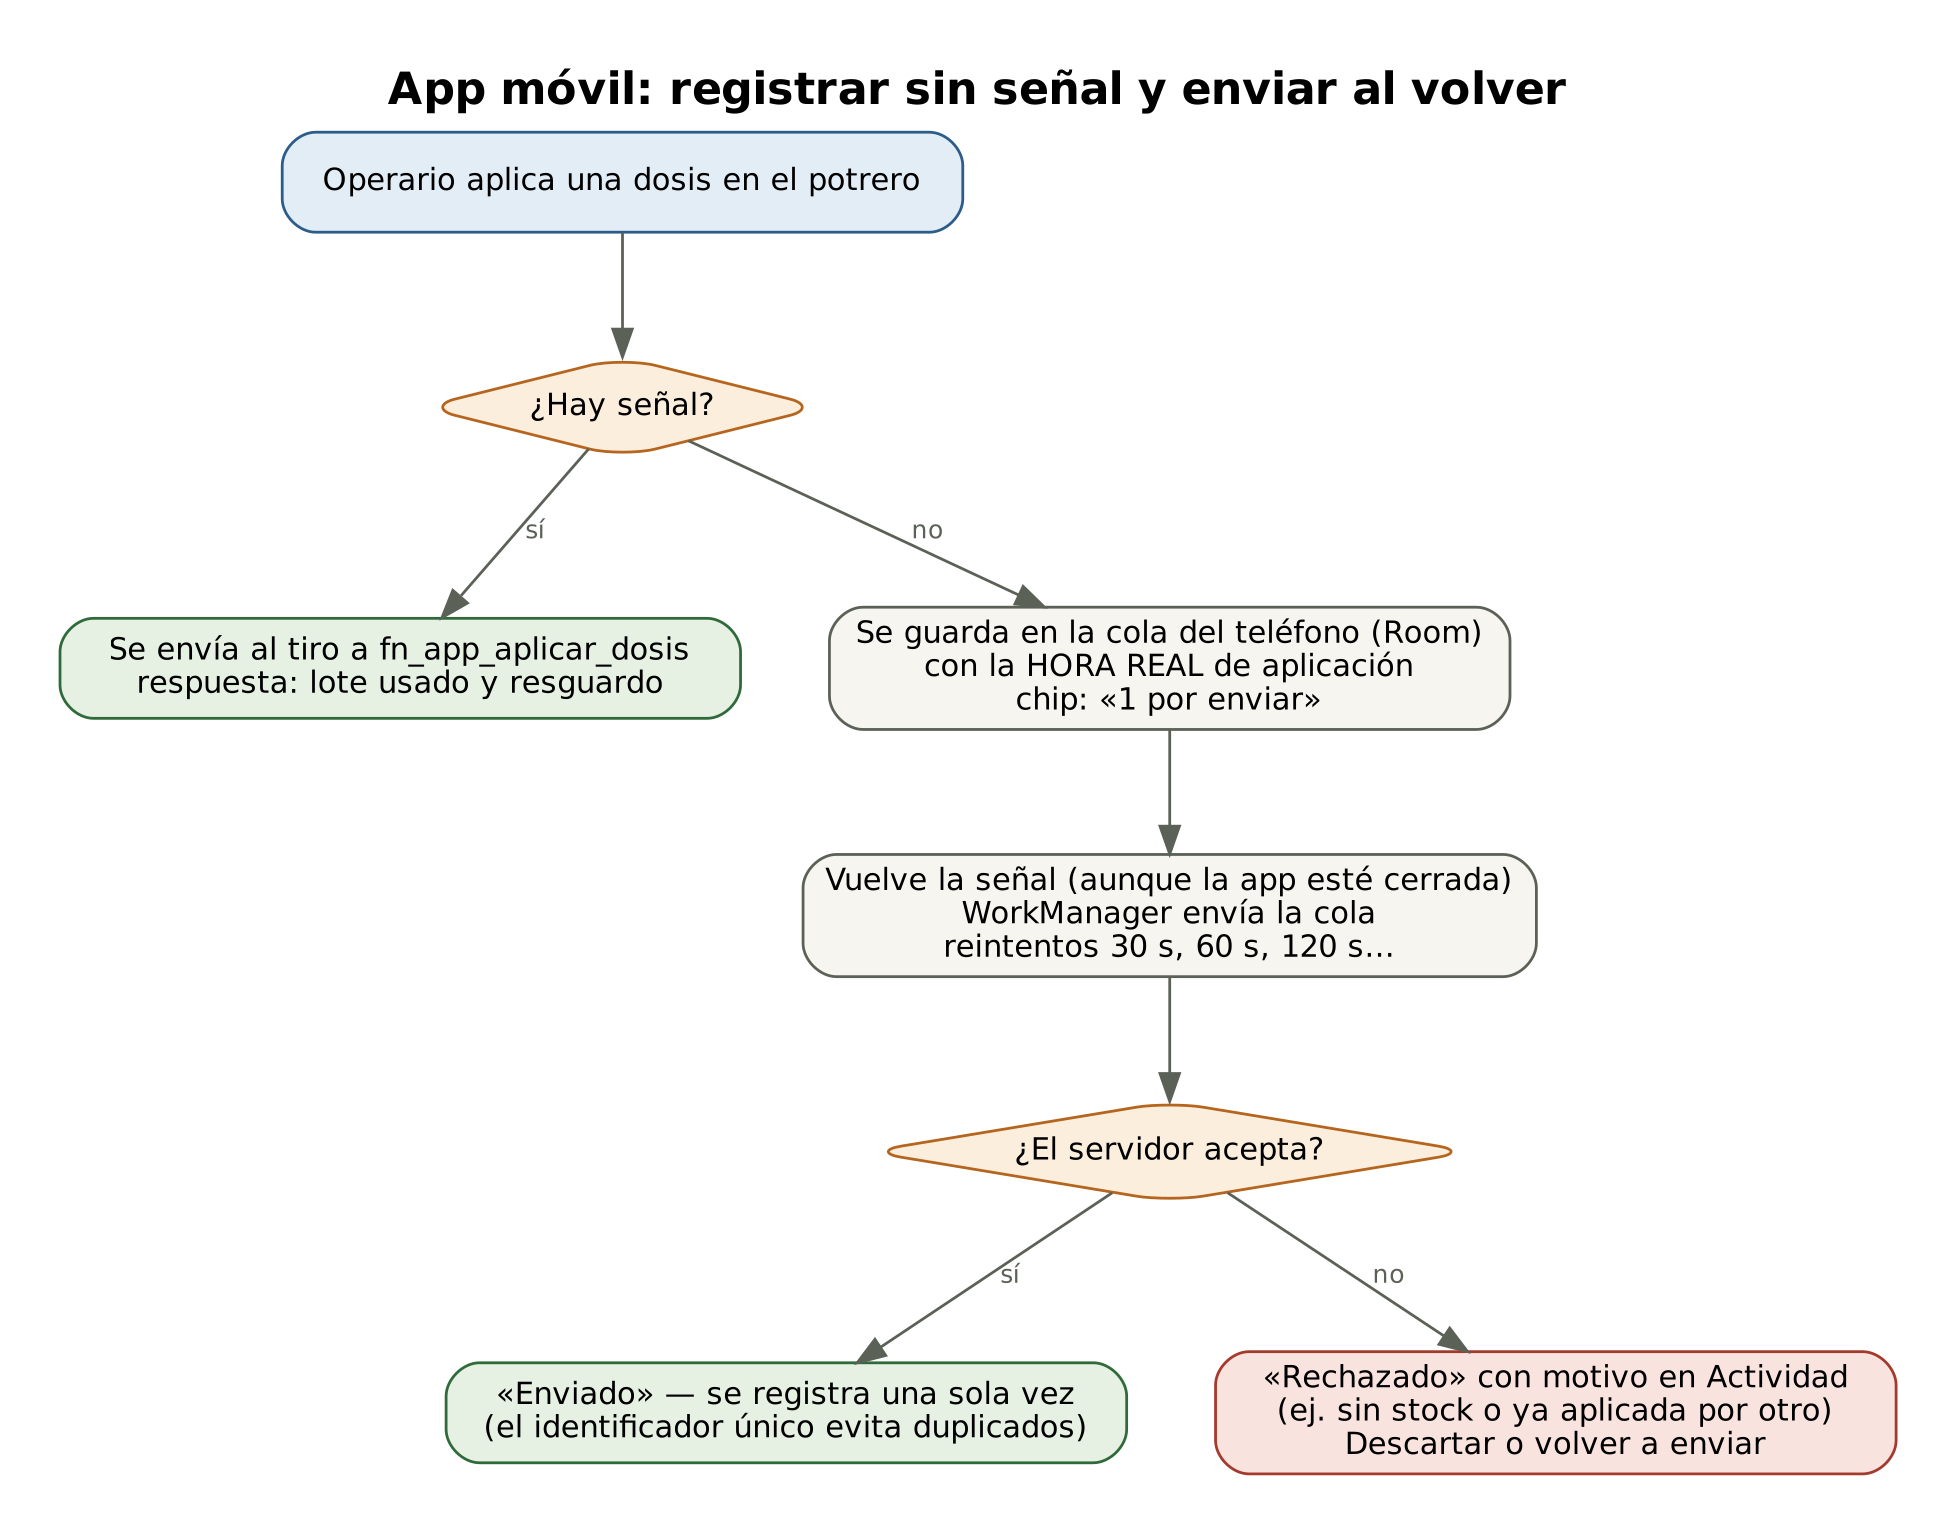 App móvil: registrar sin señal y enviar al volver
Operario aplica una dosis en el potrero
¿Hay señal?
sí
no
Se envía al tiro a fn_app_aplicar_dosis
respuesta: lote usado y resguardo
Se guarda en la cola del teléfono (Room)
con la HORA REAL de aplicación
chip: «1 por enviar»
Vuelve la señal (aunque la app esté cerrada)
WorkManager envía la cola
reintentos 30 s, 60 s, 120 s…
¿El servidor acepta?
sí
no
«Enviado» — se registra una sola vez
(el identificador único evita duplicados)
«Rechazado» con motivo en Actividad
(ej. sin stock o ya aplicada por otro)
Descartar o volver a enviar